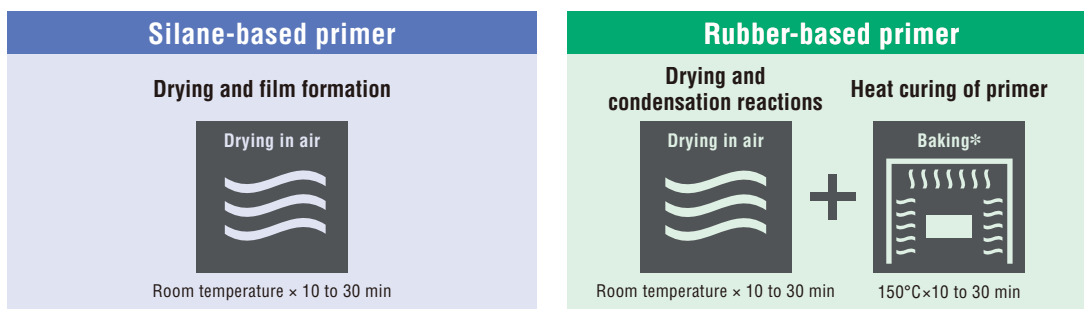 Silane-based primer
Drying and film formation
Drying in air
Room temperature × 10 to 30 min
Rubber-based primer
Drying and
condensation reactions
Drying in air
Room temperature × 10 to 30 min
Heat curing of primer
Baking*
150°C×10 to 30 min